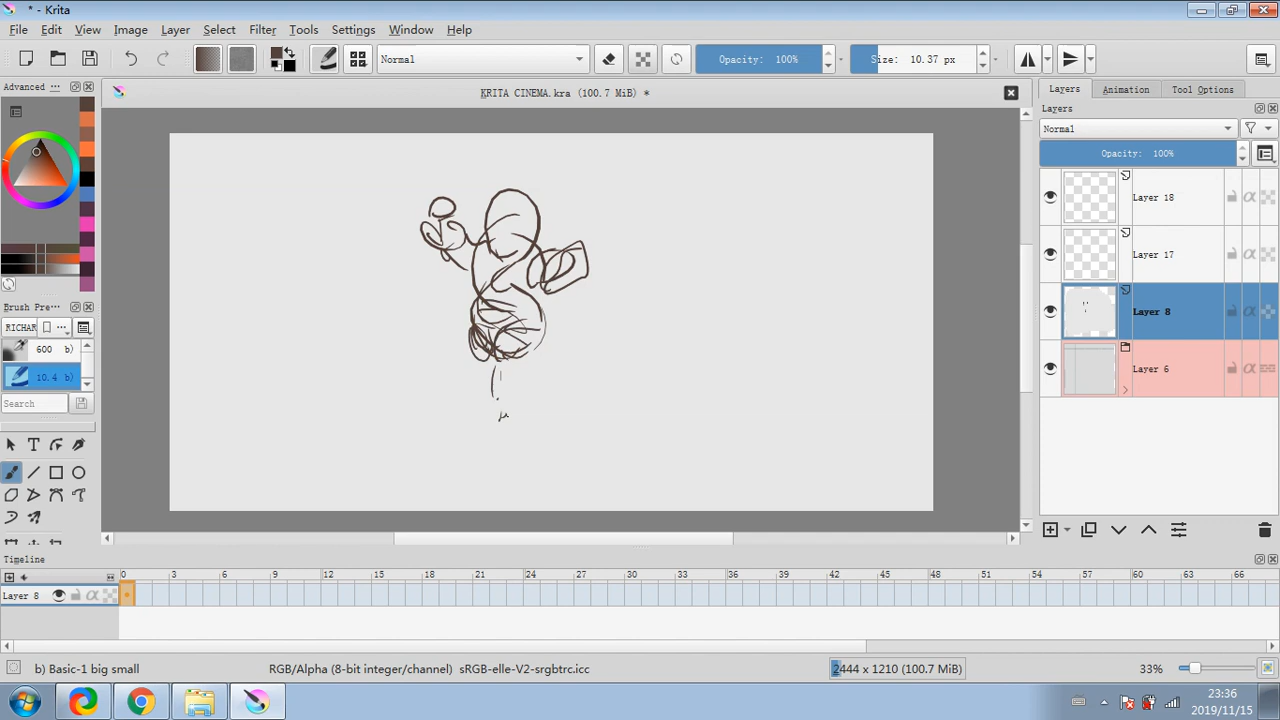 * - Krita
File Edit View Image Layer Select Filter Tools Settings Window Help
Normal
Opacity: 100%
Size: 10.37 px
Advanced ···
KRITA CINEMA.kra (100.7 MiB) *
Layers Animation Tool Options
Layers
Normal
Opacity: 100%
Layer 18
Layer 17
Layer 8
Layer 6
Brush Pre···
RICHAR
···
600 b)
10.4 b)
Search
Timeline
0 3 6 9 12 15 18 21 24 27 30 33 36 39 42 45 48 51 54 57 60 63 66
Layer 8
b) Basic-1 big small
RGB/Alpha (8-bit integer/channel) sRGB-elle-V2-srgbtrc.icc
2444 x 1210 (100.7 MiB)
33%
23:36
2019/11/15